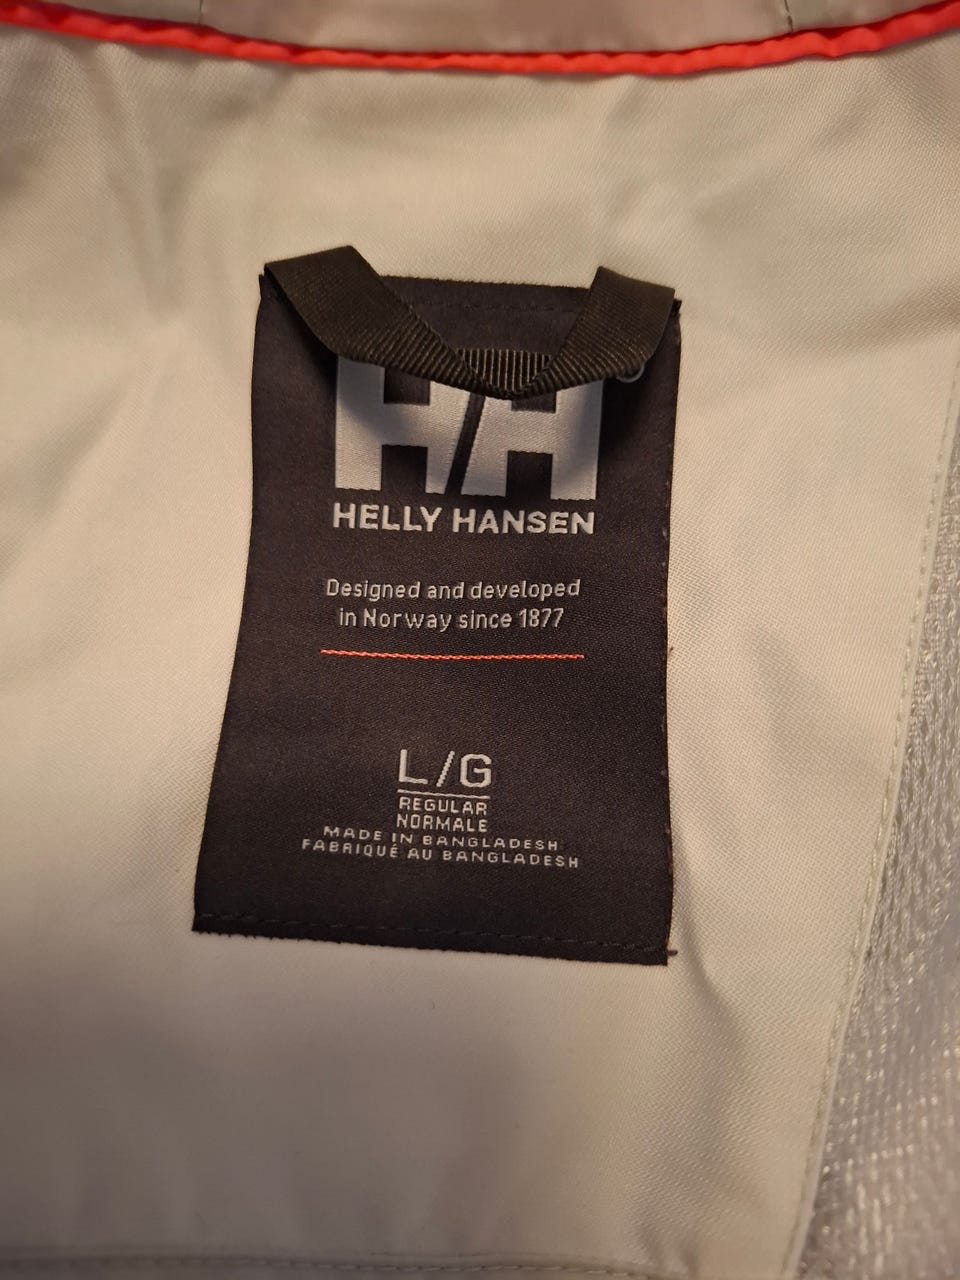 HH
HELLY HANSEN
Designed and developed
in Norway since 1877
L/G
REGULAR
NORMALE
MADE IN BANGLADESH
FABRIQUÉ AU BANGLADESH